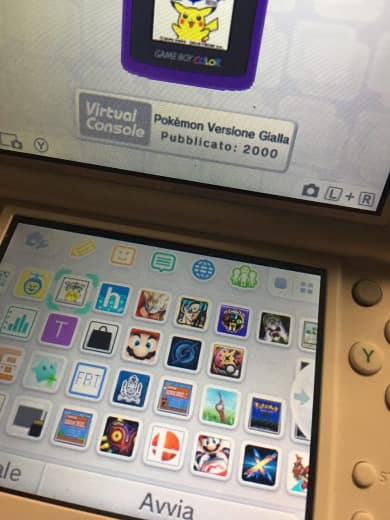 GAME BOY COLOR
Virtual
Console
Pokémon Versione Gialla
Pubblicato: 2000
Y
L + R
h
T
FBI
Y
ale
Avvia